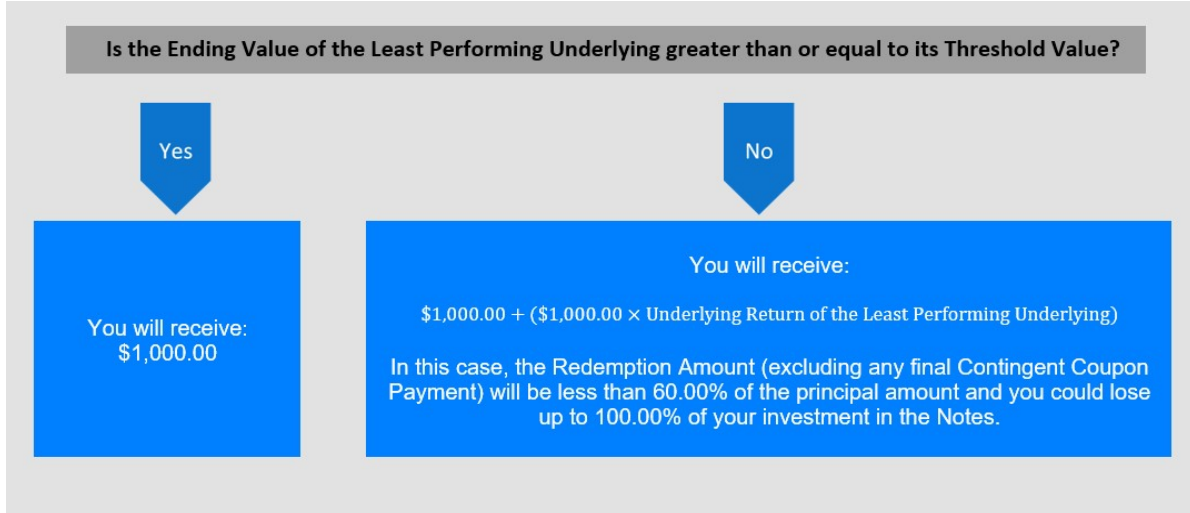 Is the Ending Value of the Least Performing Underlying greater than or equal to its Threshold Value?
Yes
No
You will receive:
$1,000.00
You will receive:
$1,000.00 + ($1,000.00 × Underlying Return of the Least Performing Underlying)
In this case, the Redemption Amount (excluding any final Contingent Coupon
Payment) will be less than 60.00% of the principal amount and you could lose
up to 100.00% of your investment in the Notes.